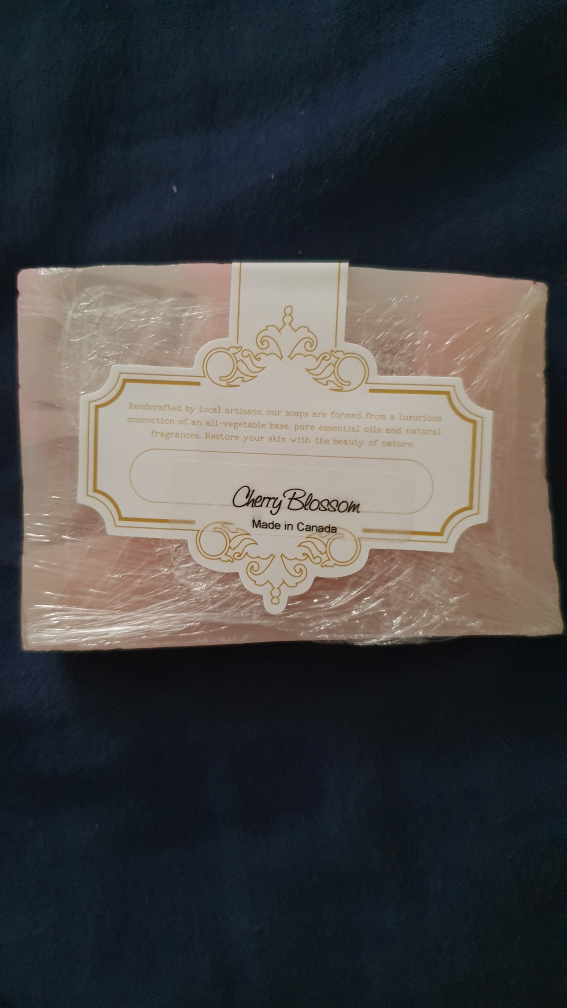 Handcrafted by local artisans, our soaps are formed from a luxurious
concoction of an all-vegetable base, pure essential oils and natural
fragrances. Restore your skin with the beauty of nature.
Cherry Blossom
Made in Canada